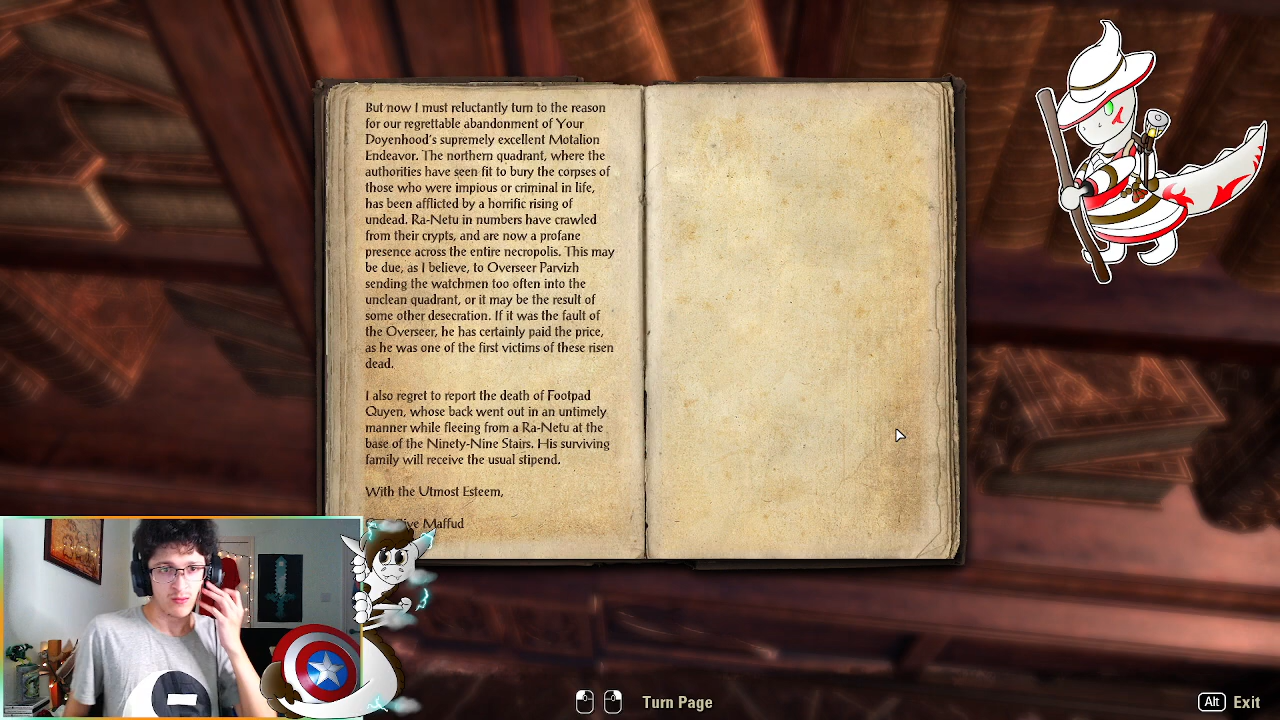 But now I must reluctantly turn to the reason
for our regrettable abandonment of Your
Doyenhood's supremely excellent Motalion
Endeavor. The northern quadrant, where the
authorities have seen fit to bury the corpses of
those who were impious or criminal in life,
has been afflicted by a horrific rising of
undead. Ra-Netu in numbers have crawled
from their crypts, and are now a profane
presence across the entire necropolis. This may
be due, as I believe, to Overseer Parvizh
sending the watchmen too often into the
unclean quadrant, or it may be the result of
some other desecration. If it was the fault of
the Overseer, he has certainly paid the price,
as he was one of the first victims of these risen
dead.
I also regret to report the death of Footpad
Quyen, whose back went out in an untimely
manner while fleeing from a Ra-Netu at the
base of the Ninety-Nine Stairs. His surviving
family will receive the usual stipend.
With the Utmost Esteem,
Maffud
Turn Page
Alt Exit